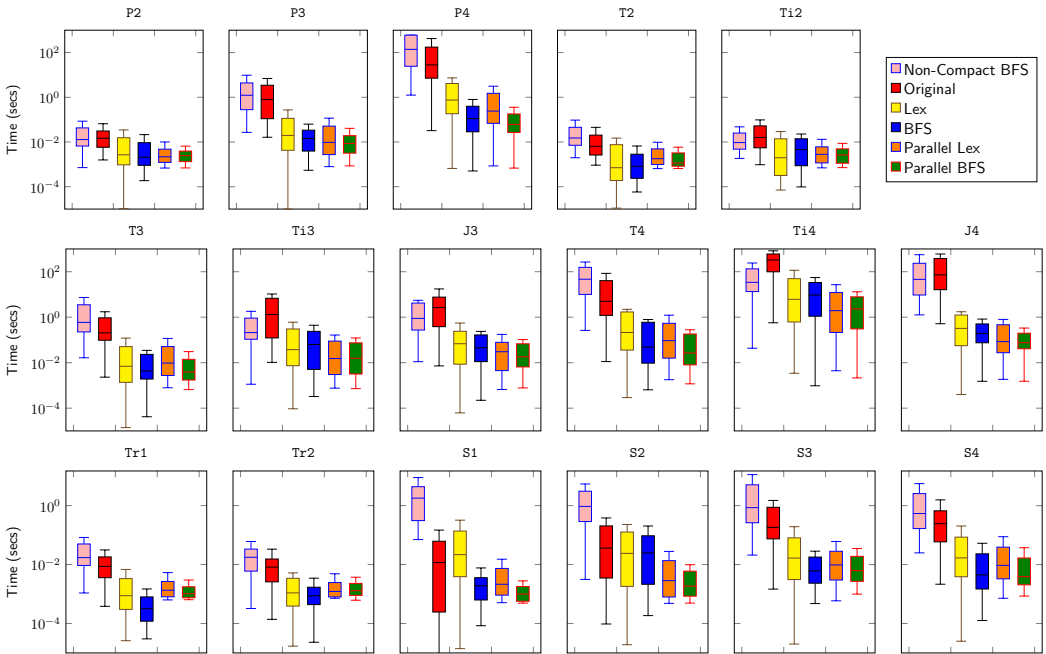 P2 P3 P4 T2 Ti2
Time (secs)
10^2
10^0
10^−2
10^−4
Non-Compact BFS
Original
Lex
BFS
Parallel Lex
Parallel BFS
T3 Ti3 J3 T4 Ti4 J4
Time (secs)
10^2
10^0
10^−2
10^−4
Tr1 Tr2 S1 S2 S3 S4
Time (secs)
10^0
10^−2
10^−4